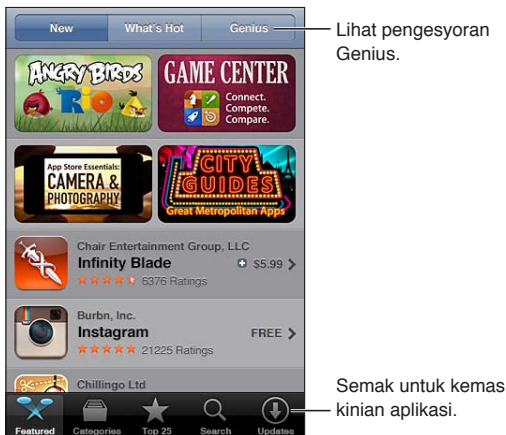 New What's Hot Genius
Lihat pengesyoran
Genius.
ANGRY BIRDS
RIO
GAME CENTER
Connect.
Compete.
Compare.
App Store Essentials:
CAMERA &
PHOTOGRAPHY
CITY
GUIDES
Great Metropolitan Apps
Chair Entertainment Group, LLC
Infinity Blade
$5.99
6376 Ratings
Burbn, Inc.
Instagram
FREE
21225 Ratings
Chillingo Ltd
Semak untuk kemas
kinian aplikasi.
Featured Categories Top 25 Search Updates